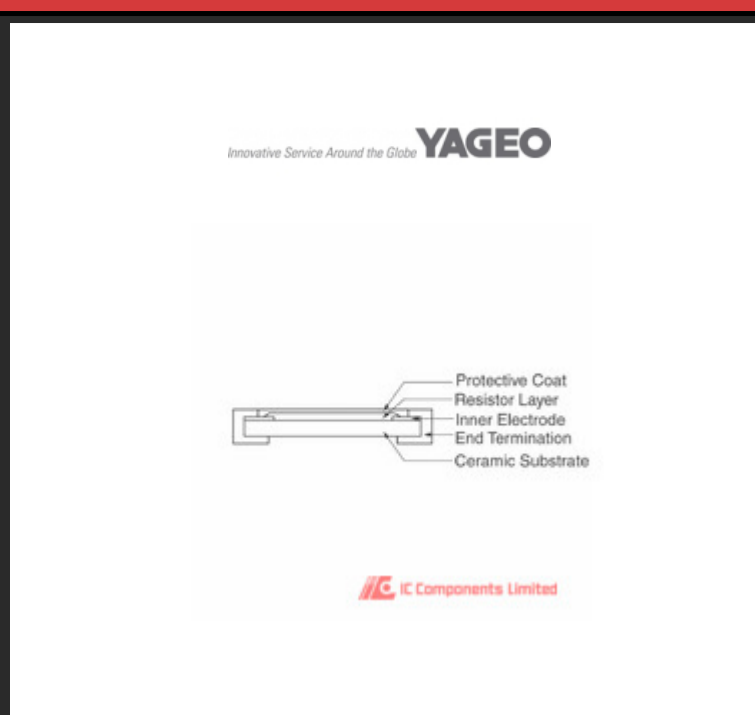 Innovative Service Around the Globe YAGEO
Protective Coat
Resistor Layer
Inner Electrode
End Termination
Ceramic Substrate
IC Components Limited